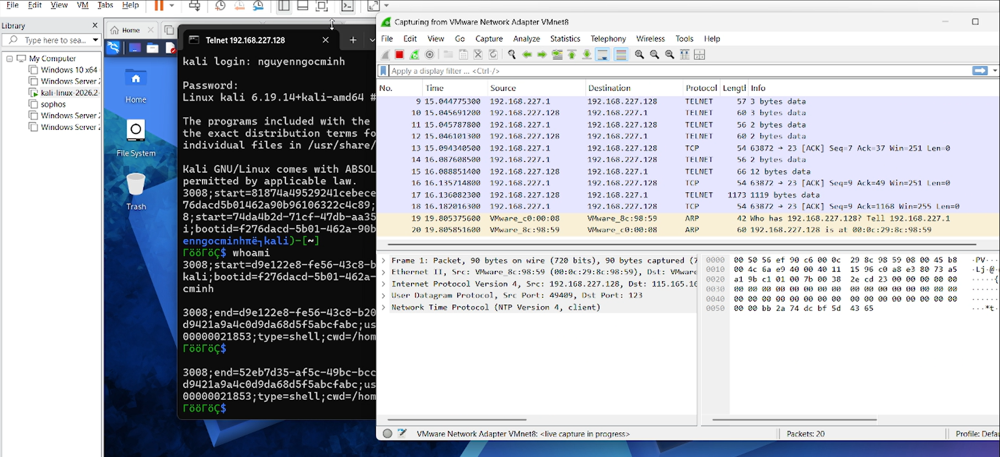 File Edit View VM Tabs Help
Library
Type here to sea...
My Computer
Windows 10 x64
Windows Server 2
kali-linux-2026.2-
sophos
Windows Server 2
Windows Server 2
Home
Home
File System
Trash
Telnet 192.168.227.128
kali login: nguyenngocminh
Password:
Linux kali 6.19.14+kali-amd64 #
The programs included with the
the exact distribution terms fo
individual files in /usr/share/
Kali GNU/Linux comes with ABSOL
permitted by applicable law.
3008;start=81874a49529241cebece
76dacd5b01462a90b96106322c4c89;
8;start=74da4b2d-71cf-47db-aa35
i;bootid=f276dacd-5b01-462a-90b
enngocminhπë┐kali)-[~]
ΓööΓöÇ$ whoami
3008;start=d9e122e8-fe56-43c8-b
kali;bootid=f276dacd-5b01-462a-
cminh
3008;end=d9e122e8-fe56-43c8-b20
d9421a9a4c0d9da68d5f5abcfabc;us
00000021853;type=shell;cwd=/hom
ΓööΓöÇ$
3008;end=52eb7d35-af5c-49bc-bcc
d9421a9a4c0d9da68d5f5abcfabc;us
00000021853;type=shell;cwd=/hom
ΓööΓöÇ$
Capturing from VMware Network Adapter VMnet8
File Edit View Go Capture Analyze Statistics Telephony Wireless Tools Help
Apply a display filter ... <Ctrl-/>
No. Time Source Destination Protocol Lengtl Info
9 15.044775300 192.168.227.1 192.168.227.128 TELNET 57 3 bytes data
10 15.045691200 192.168.227.128 192.168.227.1 TELNET 60 3 bytes data
11 15.045787800 192.168.227.1 192.168.227.128 TELNET 56 2 bytes data
12 15.046101300 192.168.227.128 192.168.227.1 TELNET 60 2 bytes data
13 15.094340500 192.168.227.1 192.168.227.128 TCP 54 63872 → 23 [ACK] Seq=7 Ack=37 Win=251 Len=0
14 16.087608500 192.168.227.1 192.168.227.128 TELNET 56 2 bytes data
15 16.088851400 192.168.227.128 192.168.227.1 TELNET 66 12 bytes data
16 16.135714800 192.168.227.1 192.168.227.128 TCP 54 63872 → 23 [ACK] Seq=9 Ack=49 Win=251 Len=0
17 16.136082300 192.168.227.128 192.168.227.1 TELNET 1173 1119 bytes data
18 16.182016300 192.168.227.1 192.168.227.128 TCP 54 63872 → 23 [ACK] Seq=9 Ack=1168 Win=255 Len=0
19 19.805375600 VMware_c0:00:08 VMware_8c:98:59 ARP 42 Who has 192.168.227.128? Tell 192.168.227.1
20 19.805851600 VMware_8c:98:59 VMware_c0:00:08 ARP 60 192.168.227.128 is at 00:0c:29:8c:98:59
Frame 1: Packet, 90 bytes on wire (720 bits), 90 bytes captured (7
Ethernet II, Src: VMware_8c:98:59 (00:0c:29:8c:98:59), Dst: VMware
Internet Protocol Version 4, Src: 192.168.227.128, Dst: 115.165.16
User Datagram Protocol, Src Port: 49409, Dst Port: 123
Network Time Protocol (NTP Version 4, client)
0000 00 50 56 ef 90 c6 00 0c 29 8c 98 59 08 00 45 b8 ·PV···
0010 00 4c 6a e9 40 00 40 11 15 96 c0 a8 e3 80 73 a5 ·Lj·@·
0020 a1 9b c1 01 00 7b 00 38 2e cd 23 00 00 00 00 00 ·····{
0030 00 00 00 00 00 00 00 00 00 00 00 00 00 00 00 00 ······
0040 00 00 00 00 00 00 00 00 00 00 00 00 00 00 00 00 ······
0050 00 00 bb 2a 74 dc bf 5d 43 65 ···*t·
VMware Network Adapter VMnet8: <live capture in progress>
Packets: 20
Profile: Defau